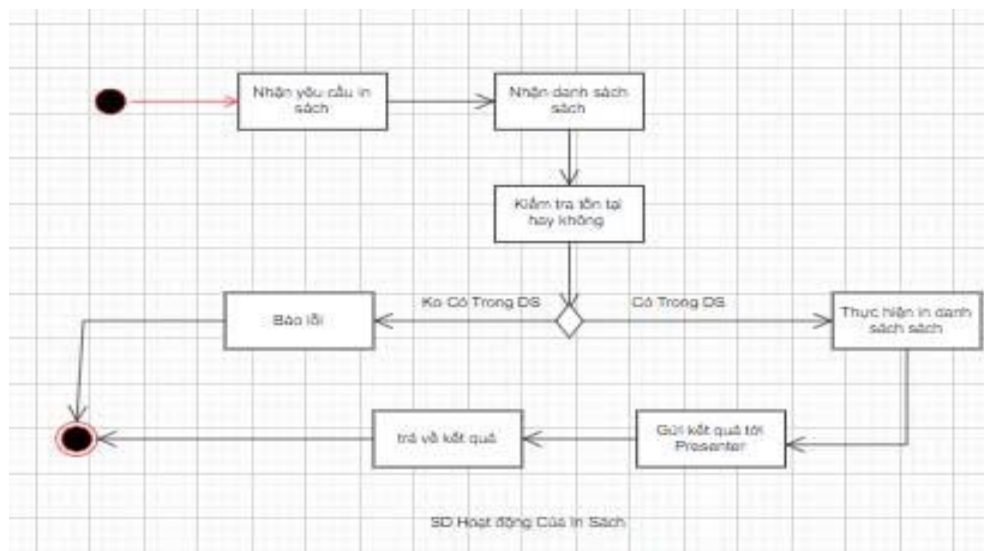 Nhận yêu cầu in
sách
Nhận danh sách
sách
Kiểm tra tồn tại
hay không
Ko Có Trong DS
Có Trong DS
Báo lỗi
Thực hiện in danh
sách sách
trả về kết quả
Gửi kết quả tới
Presenter
SD Hoạt động Của In Sách